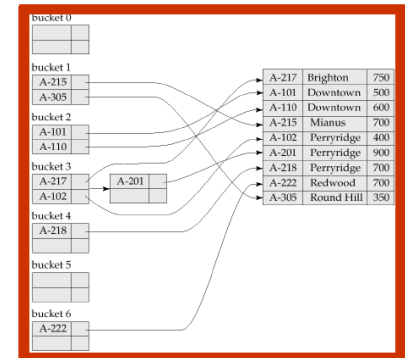 bucket 0
bucket 1
A-215
A-305
bucket 2
A-101
A-110
bucket 3
A-217
A-102
A-201
bucket 4
A-218
bucket 5
bucket 6
A-222
A-217 Brighton 750
A-101 Downtown 500
A-110 Downtown 600
A-215 Mianus 700
A-102 Perryridge 400
A-201 Perryridge 900
A-218 Perryridge 700
A-222 Redwood 700
A-305 Round Hill 350